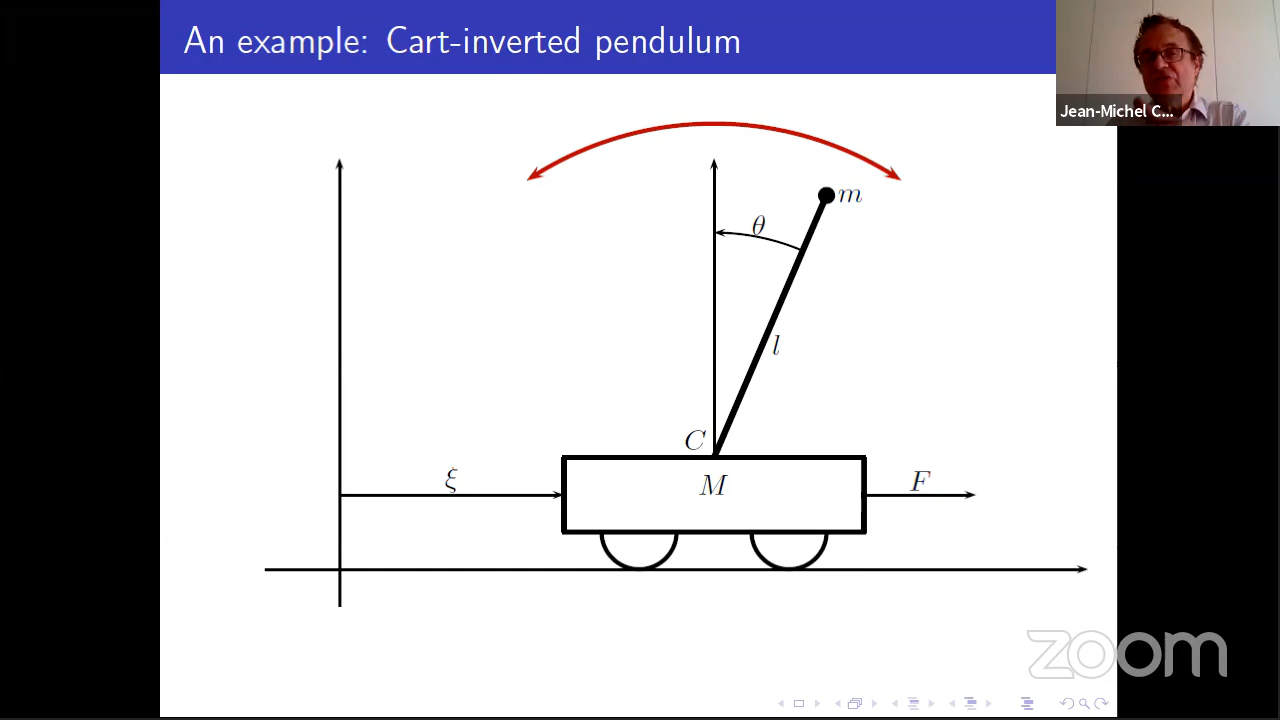 An example: Cart-inverted pendulum
Jean-Michel C...
m
θ
l
C
ξ
M
F
zoom